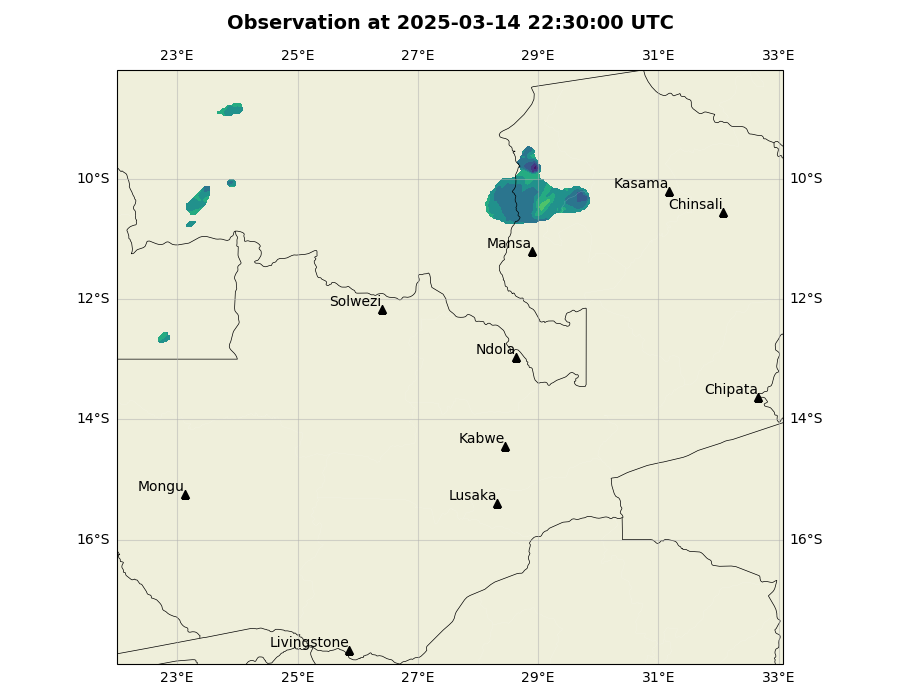 Observation at 2025-03-14 22:30:00 UTC
23°E 25°E 27°E 29°E 31°E 33°E
10°S 10°S
Kasama
Chinsali
Mansa
12°S 12°S
Solwezi
Ndola
Chipata
14°S 14°S
Kabwe
Mongu
Lusaka
16°S 16°S
Livingstone
23°E 25°E 27°E 29°E 31°E 33°E